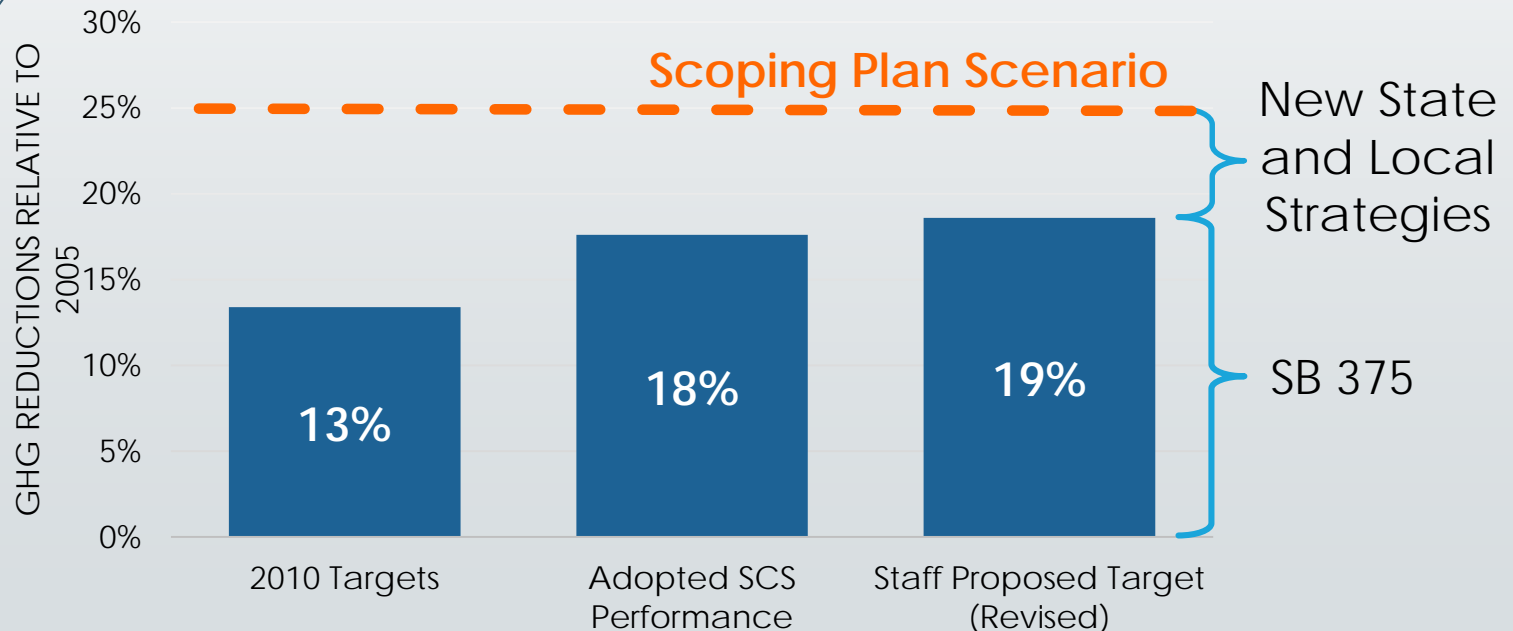 GHG REDUCTIONS RELATIVE TO
2005
30%
25%
20%
15%
10%
5%
0%
Scoping Plan Scenario
13%
18%
19%
2010 Targets
Adopted SCS
Performance
Staff Proposed Target
(Revised)
New State
and Local
Strategies
SB 375